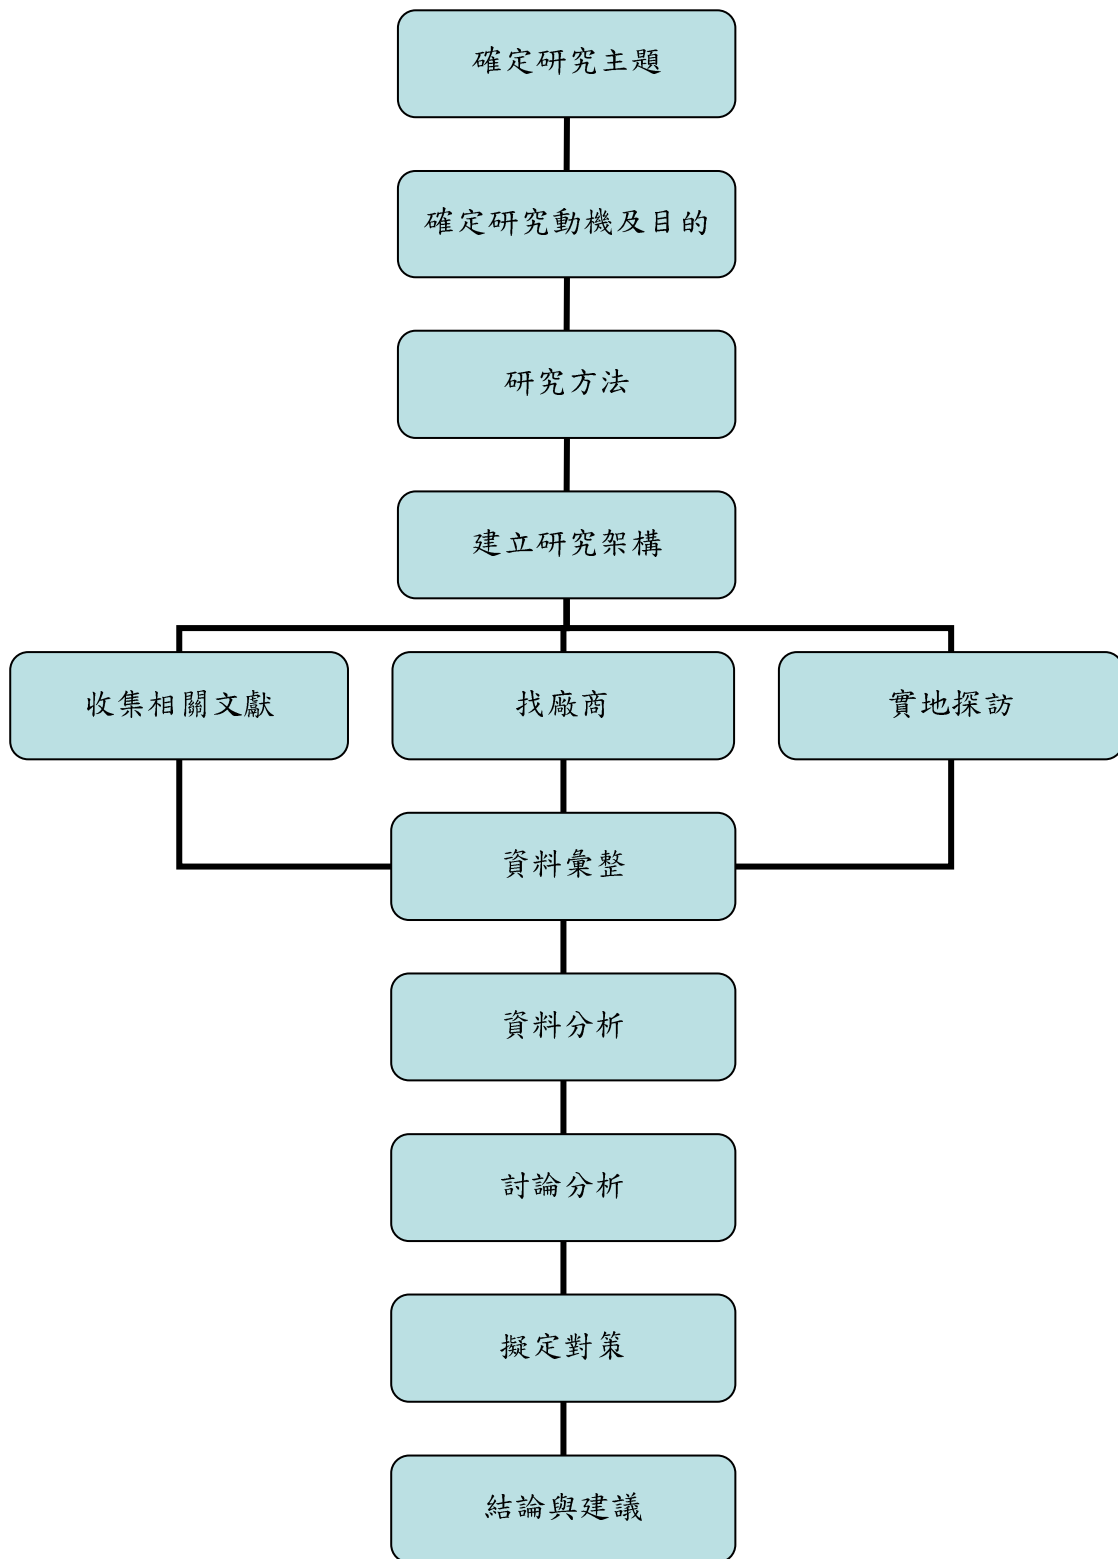 確定研究主題
確定研究動機及目的
研究方法
建立研究架構
收集相關文獻
找廠商
實地探訪
資料彙整
資料分析
討論分析
擬定對策
結論與建議